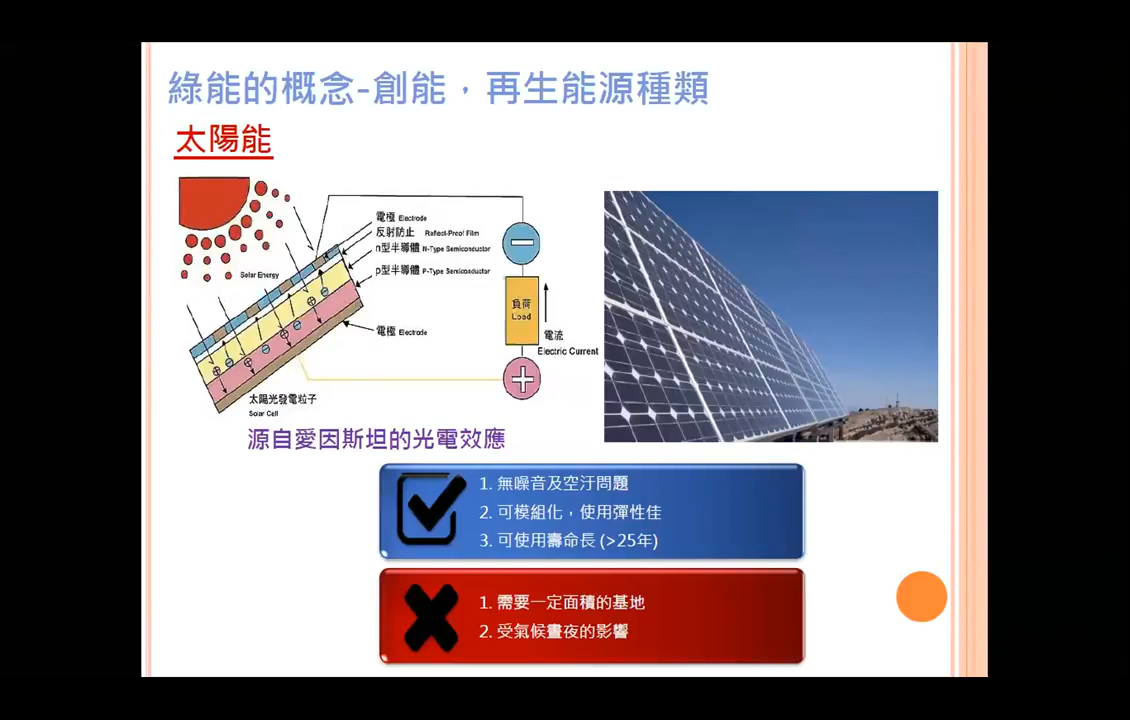 綠能的概念-創能，再生能源種類
太陽能
電極 Electrode
反射防止 Reflect-Proof Film
n型半導體 N-Type Semiconductor
p型半導體 P-Type Semiconductor
Solar Energy
負荷
Load
電流
Electric Current
電極 Electrode
太陽光發電粒子
Solar Cell
源自愛因斯坦的光電效應
1. 無噪音及空汙問題
2. 可模組化，使用彈性佳
3. 可使用壽命長 (>25年)
1. 需要一定面積的基地
2. 受氣候晝夜的影響